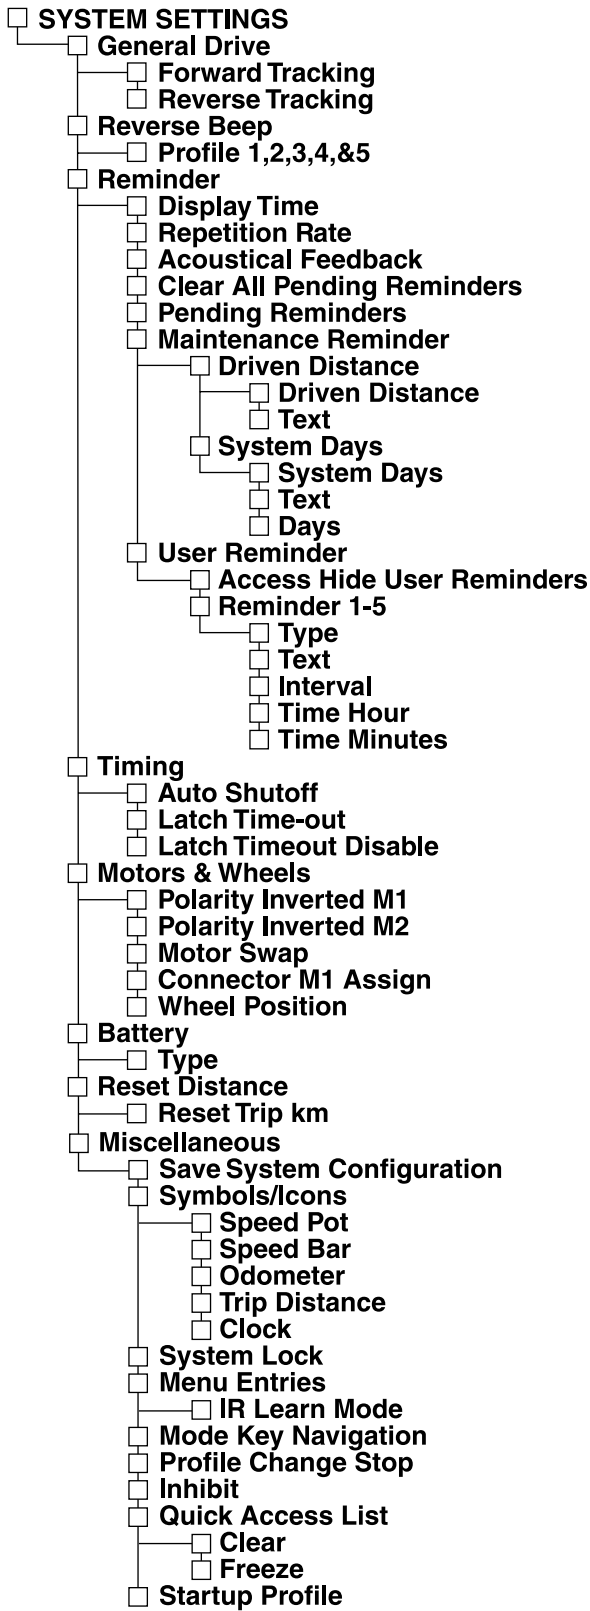 SYSTEM SETTINGS
General Drive
Forward Tracking
Reverse Tracking
Reverse Beep
Profile 1,2,3,4,&5
Reminder
Display Time
Repetition Rate
Acoustical Feedback
Clear All Pending Reminders
Pending Reminders
Maintenance Reminder
Driven Distance
Driven Distance
Text
System Days
System Days
Text
Days
User Reminder
Access Hide User Reminders
Reminder 1-5
Type
Text
Interval
Time Hour
Time Minutes
Timing
Auto Shutoff
Latch Time-out
Latch Timeout Disable
Motors & Wheels
Polarity Inverted M1
Polarity Inverted M2
Motor Swap
Connector M1 Assign
Wheel Position
Battery
Type
Reset Distance
Reset Trip km
Miscellaneous
Save System Configuration
Symbols/Icons
Speed Pot
Speed Bar
Odometer
Trip Distance
Clock
System Lock
Menu Entries
IR Learn Mode
Mode Key Navigation
Profile Change Stop
Inhibit
Quick Access List
Clear
Freeze
Startup Profile